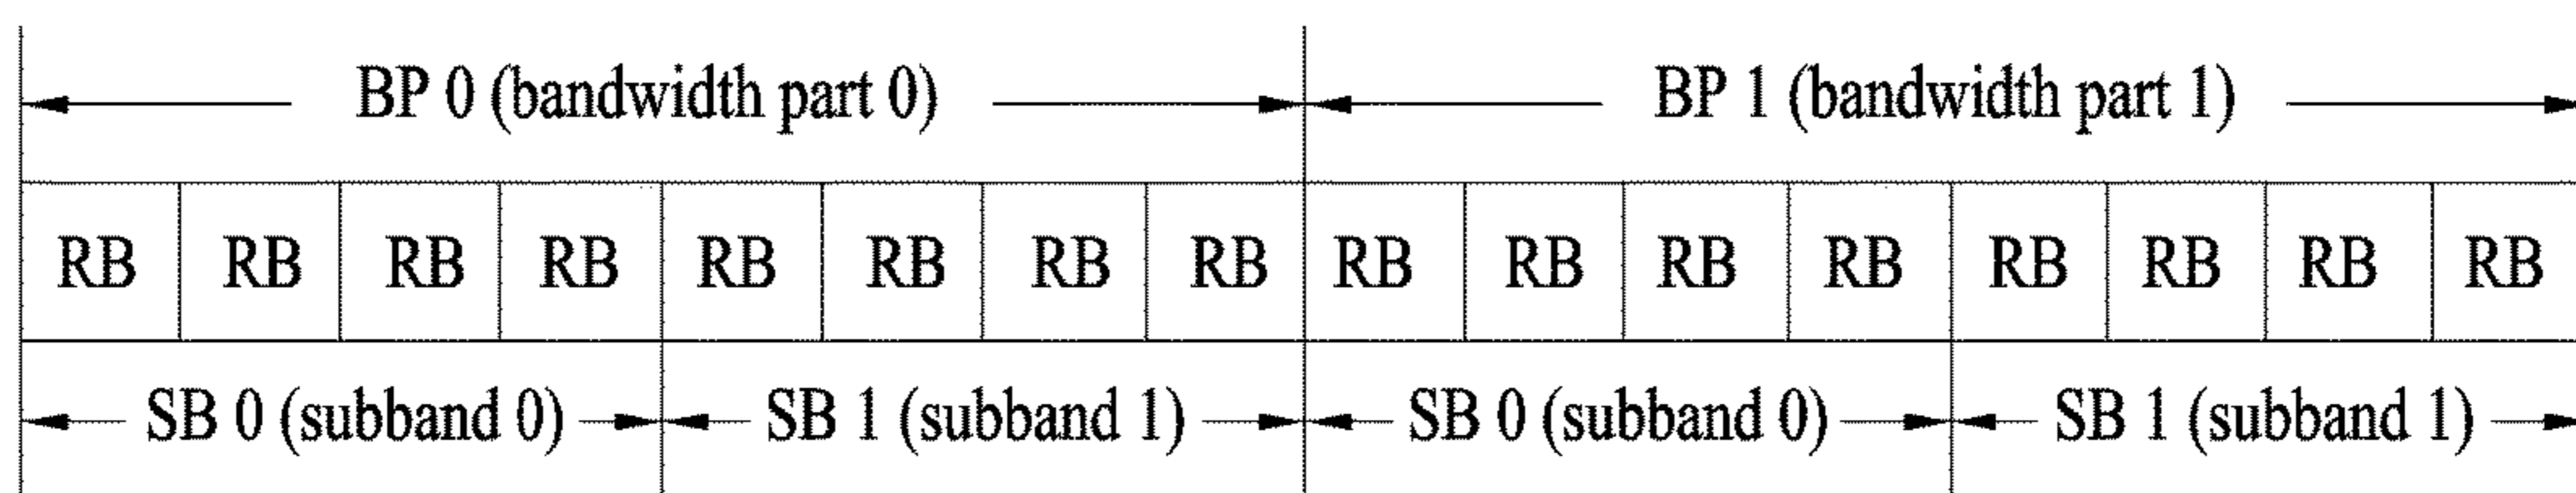 BP 0 (bandwidth part 0) BP 1 (bandwidth part 1)
RB RB RB RB RB RB RB RB RB RB RB RB RB RB RB RB
SB 0 (subband 0) SB 1 (subband 1) SB 0 (subband 0) SB 1 (subband 1)